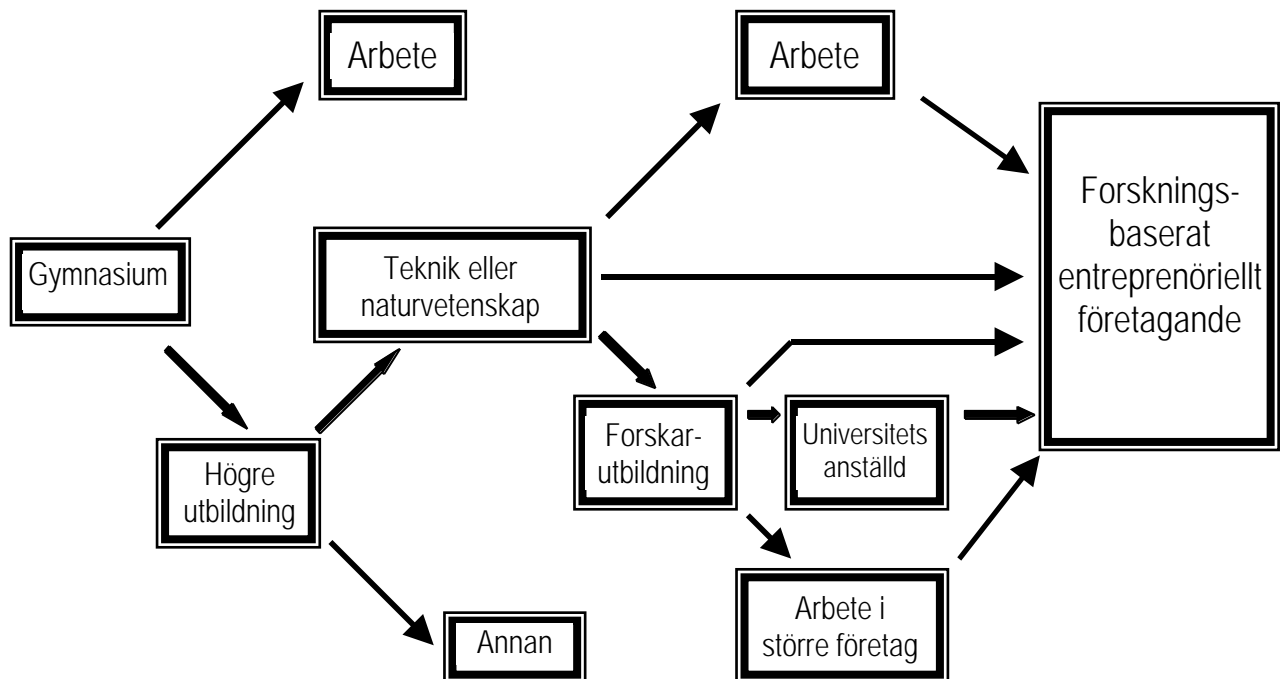 Arbete
Arbete
Forsknings-
baserat
entreprenöriellt
företagande
Gymnasium
Teknik eller
naturvetenskap
Högre
utbildning
Forskar-
utbildning
Universitets
anställd
Annan
Arbete i
större företag